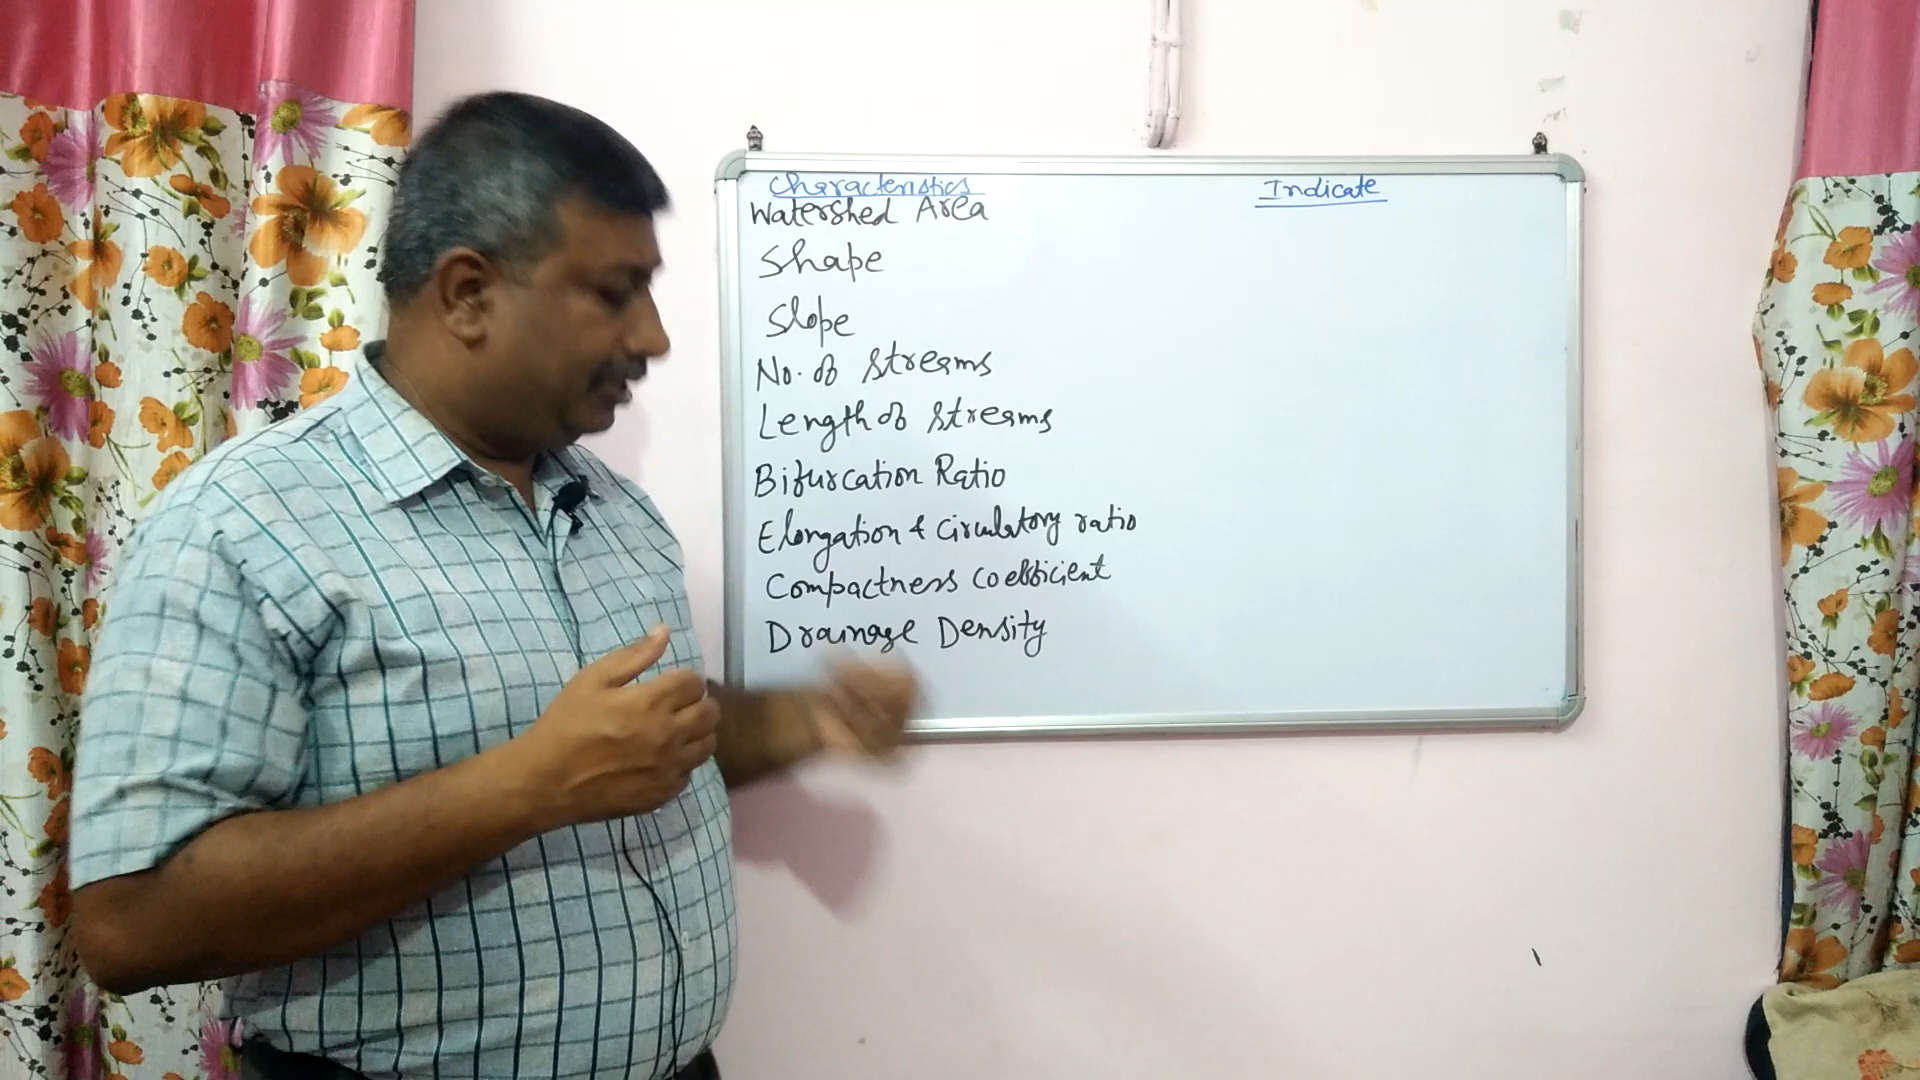 Characteristics Indicate
Watershed Area
Shape
Slope
No. of Streams
Length of Streams
Bifurcation Ratio
Elongation & Circulatory ratio
Compactness Coefficient
Drainage Density